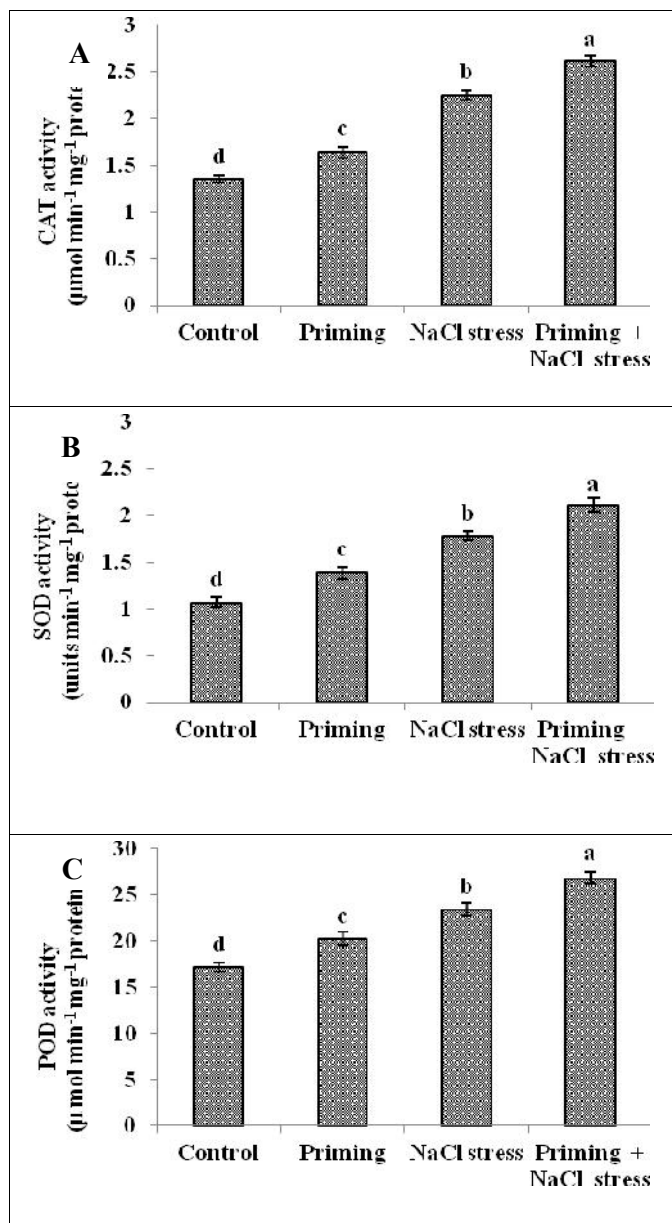 A
CAT activity
(µmol min-1 mg-1 prote
3
2.5
2
1.5
1
0.5
0
d
c
b
a
Control
Priming
NaCl stress
Priming +
NaCl stress
B
SOD activity
(units min-1 mg-1 prote
3
2.5
2
1.5
1
0.5
0
d
c
b
a
Control
Priming
NaCl stress
Priming
NaCl stress
C
POD activity
(µ mol min-1 mg-1 protein
30
25
20
15
10
5
0
d
c
b
a
Control
Priming
NaCl stress
Priming +
NaCl stress